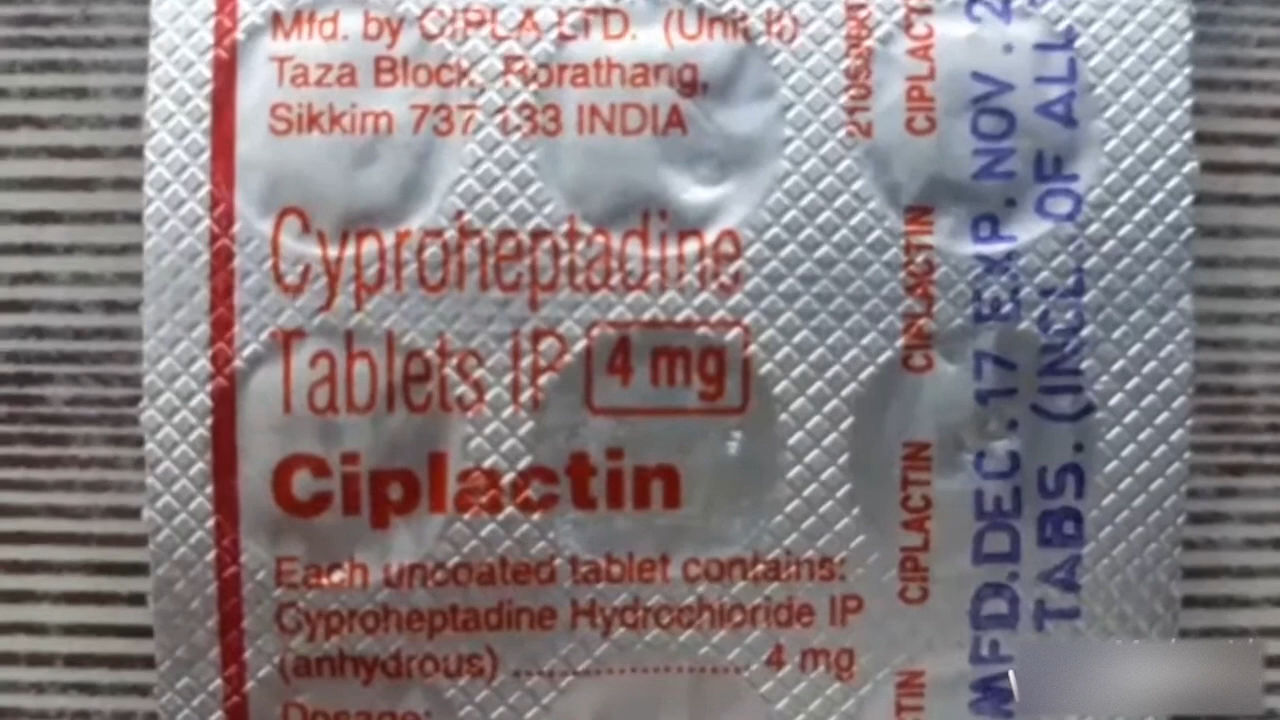 Mfd. by CIPLA LTD. (Unit II)
Taza Block, Rorathang,
Sikkim 737 133 INDIA
Cyproheptadine
Tablets IP 4 mg
Ciplactin
Each uncoated tablet contains:
Cyproheptadine Hydrochloride IP
(anhydrous) ........................ 4 mg
Dosage:
CIPLACTIN
CIPLACTIN
CIPLACTIN
MFD.DEC.17 EXP. NOV . 2
TABS. (INCL. OF ALL